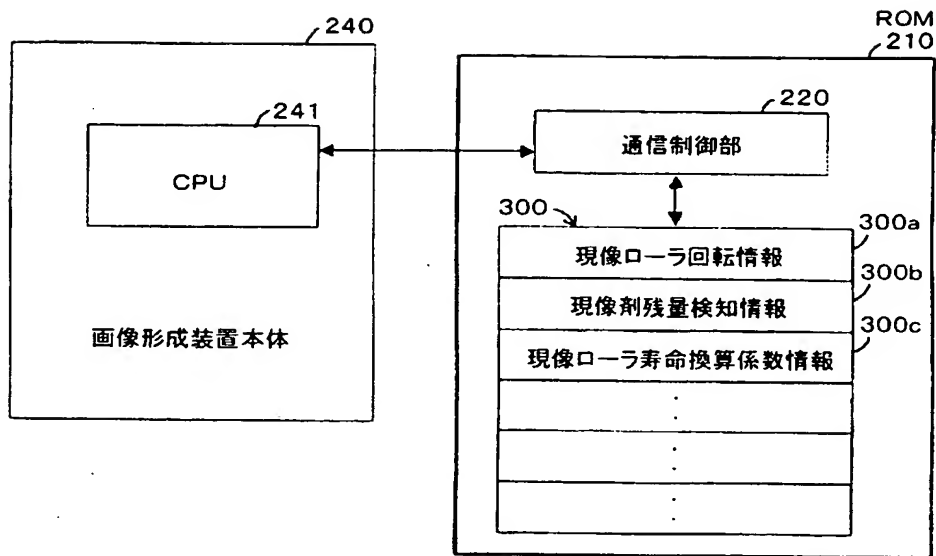 240
241
CPU
画像形成装置本体
ROM
210
220
通信制御部
300
300a
現像ローラ回転情報
300b
現像剤残量検知情報
300c
現像ローラ寿命換算係数情報